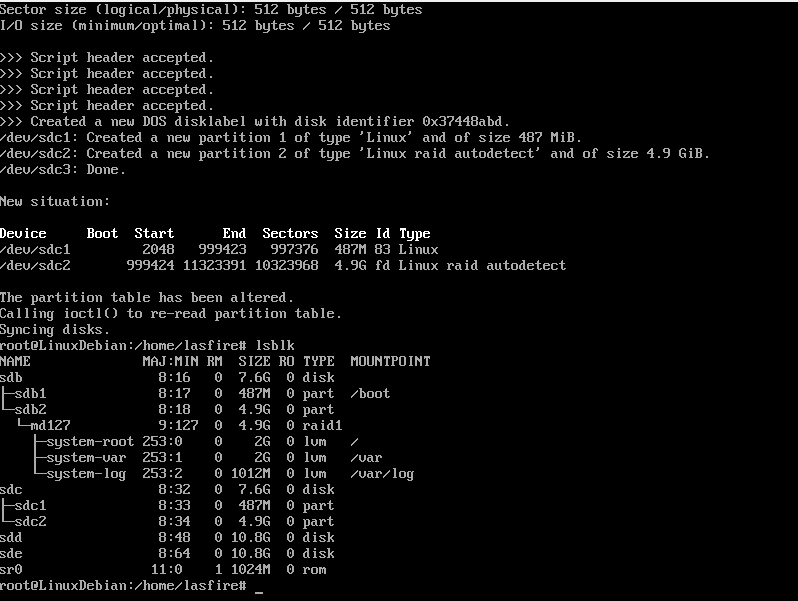 Sector size (logical/physical): 512 bytes / 512 bytes
I/O size (minimum/optimal): 512 bytes / 512 bytes

>>> Script header accepted.
>>> Script header accepted.
>>> Script header accepted.
>>> Script header accepted.
>>> Created a new DOS disklabel with disk identifier 0x37448abd.
/dev/sdc1: Created a new partition 1 of type 'Linux' and of size 487 MiB.
/dev/sdc2: Created a new partition 2 of type 'Linux raid autodetect' and of size 4.9 GiB.
/dev/sdc3: Done.

New situation:

Device     Boot  Start      End  Sectors  Size Id Type
/dev/sdc1         2048   999423   997376  487M 83 Linux
/dev/sdc2       999424 11323391 10323968  4.9G fd Linux raid autodetect

The partition table has been altered.
Calling ioctl() to re-read partition table.
Syncing disks.
root@LinuxDebian:/home/lasfire# lsblk
NAME              MAJ:MIN RM  SIZE RO TYPE  MOUNTPOINT
sdb                 8:16   0  7.6G  0 disk
├─sdb1              8:17   0  487M  0 part  /boot
└─sdb2              8:18   0  4.9G  0 part
  └─md127           9:127  0  4.9G  0 raid1
    ├─system-root 253:0    0    2G  0 lvm   /
    ├─system-var  253:1    0    2G  0 lvm   /var
    └─system-log  253:2    0 1012M  0 lvm   /var/log
sdc                 8:32   0  7.6G  0 disk
├─sdc1              8:33   0  487M  0 part
└─sdc2              8:34   0  4.9G  0 part
sdd                 8:48   0 10.8G  0 disk
sde                 8:64   0 10.8G  0 disk
sr0                11:0    1 1024M  0 rom
root@LinuxDebian:/home/lasfire# _